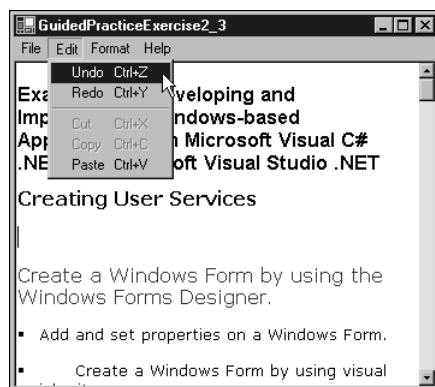 GuidedPracticeExercise2_3
File Edit Format Help
Undo Ctrl+Z
Redo Ctrl+Y
Cut Ctrl+X
Copy Ctrl+C
Paste Ctrl+V
Exa veloping and
Imp ndows-based
App Microsoft Visual C#
.NE oft Visual Studio .NET
Creating User Services
Create a Windows Form by using the
Windows Forms Designer.
▪ Add and set properties on a Windows Form.
▪ Create a Windows Form by using visual